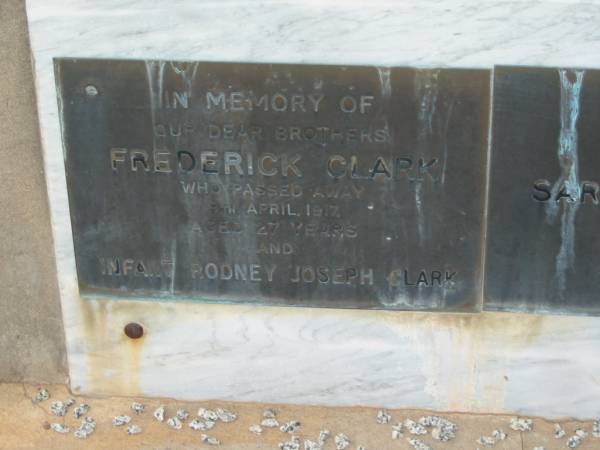 IN MEMORY OF
OUR DEAR BROTHERS
FREDERICK CLARK
WHO PASSED AWAY
APRIL, 1917,
AGED 27 YEARS
AND
INFANT RODNEY JOSEPH CLARK
SAR